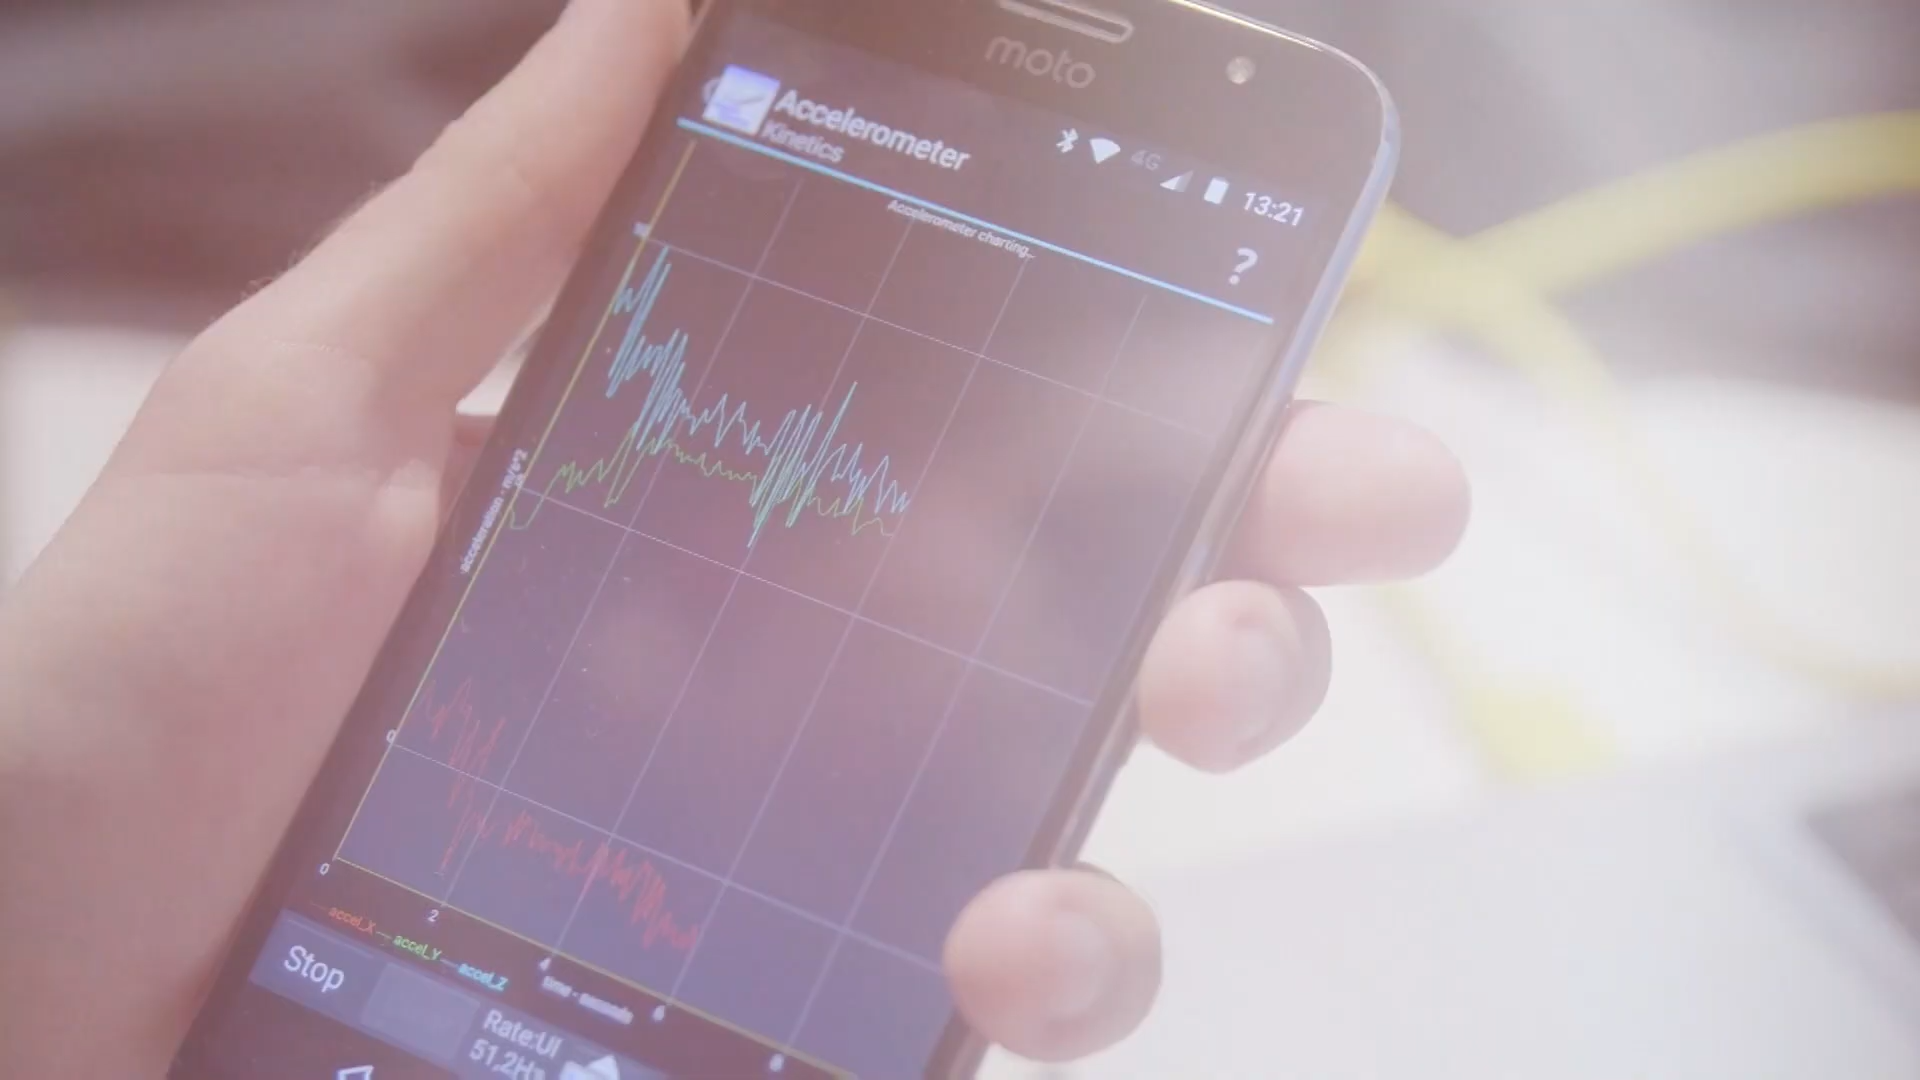 moto
Accelerometer
Kinetics
4G
13:21
Accelerometer charting...
?
acceleration - m/s^2
0
0
2
4
6
8
accel_X
accel_Y
accel_Z
time - seconds
Stop
Rate:UI
51,2Hz